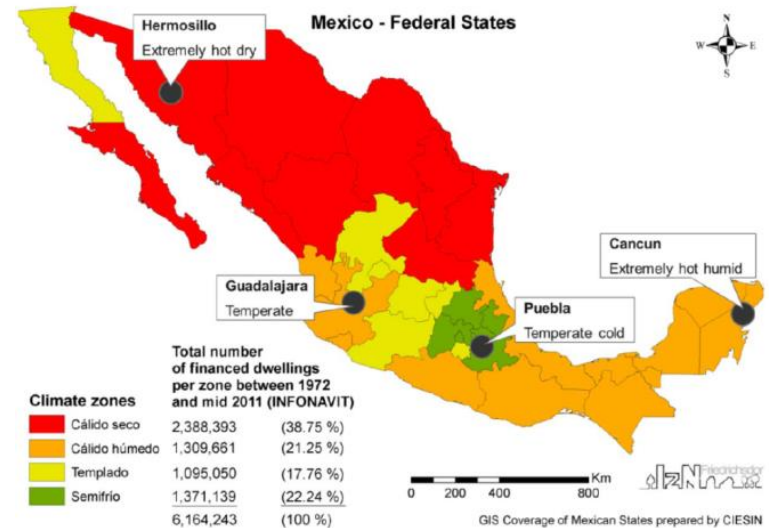 Mexico - Federal States
N
W E
S
Hermosillo
Extremely hot dry
Cancun
Extremely hot humid
Guadalajara
Temperate
Puebla
Temperate cold
Total number
of financed dwellings
per zone between 1972
and mid 2011 (INFONAVIT)
Climate zones
Cálido seco 2,388,393 (38.75 %)
Cálido húmedo 1,309,661 (21.25 %)
Templado 1,095,050 (17.76 %)
Semifrio 1,371,139 (22.24 %)
6,164,243 (100 %)
Km
0 200 400 800
IzN Friedrichsdorf
GIS Coverage of Mexican States prepared by CIESIN